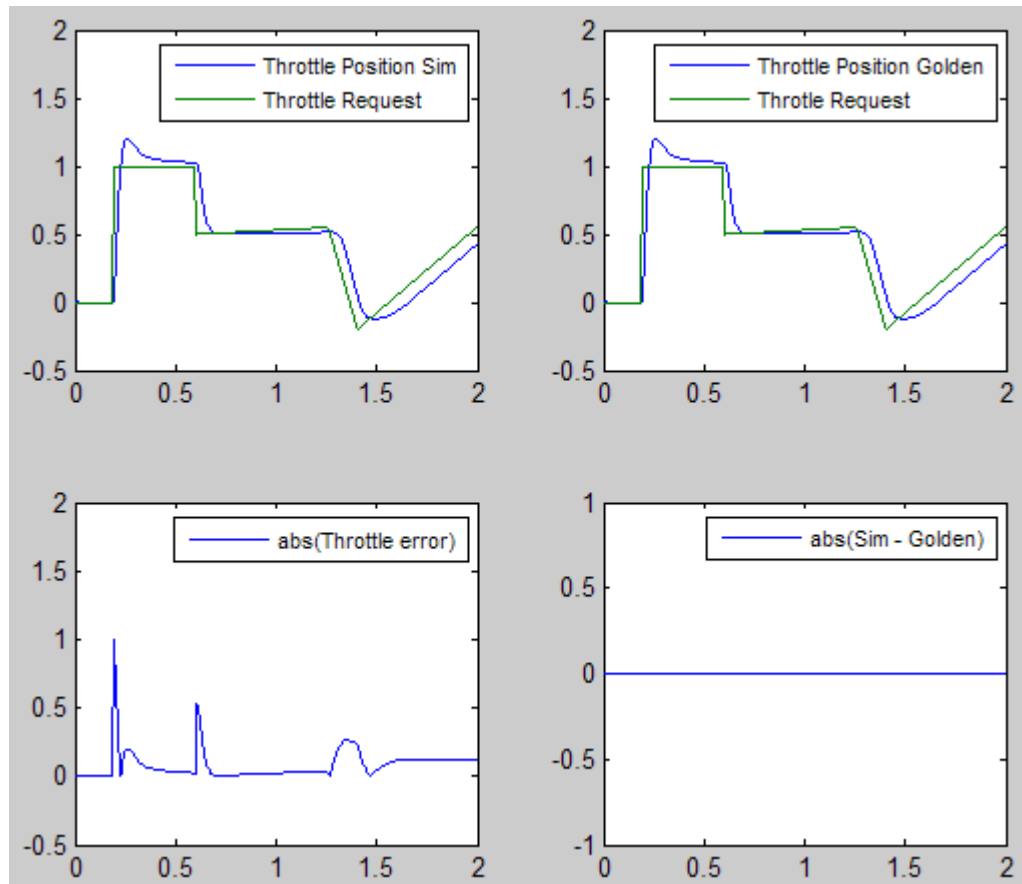 2
1.5
1
0.5
0
-0.5
0 0.5 1 1.5 2
Throttle Position Sim
Throttle Request
2
1.5
1
0.5
0
-0.5
0 0.5 1 1.5 2
Throttle Position Golden
Throtle Request
2
1.5
1
0.5
0
-0.5
0 0.5 1 1.5 2
abs(Throttle error)
1
0.5
0
-0.5
-1
0 0.5 1 1.5 2
abs(Sim - Golden)